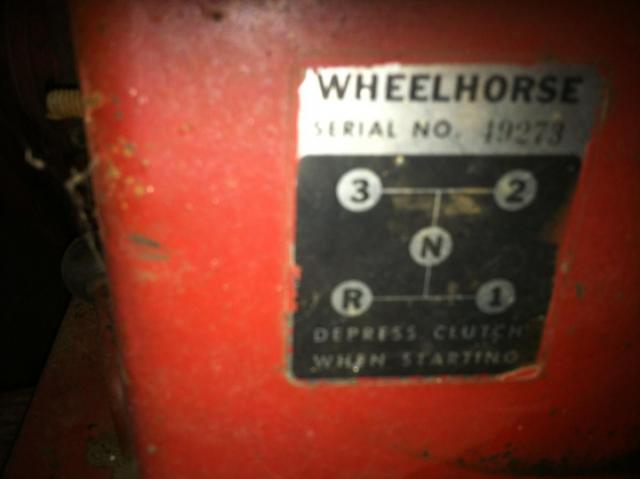 WHEELHORSE
SERIAL NO. 49273
3 2
N
R 1
DEPRESS CLUTCH
WHEN STARTING